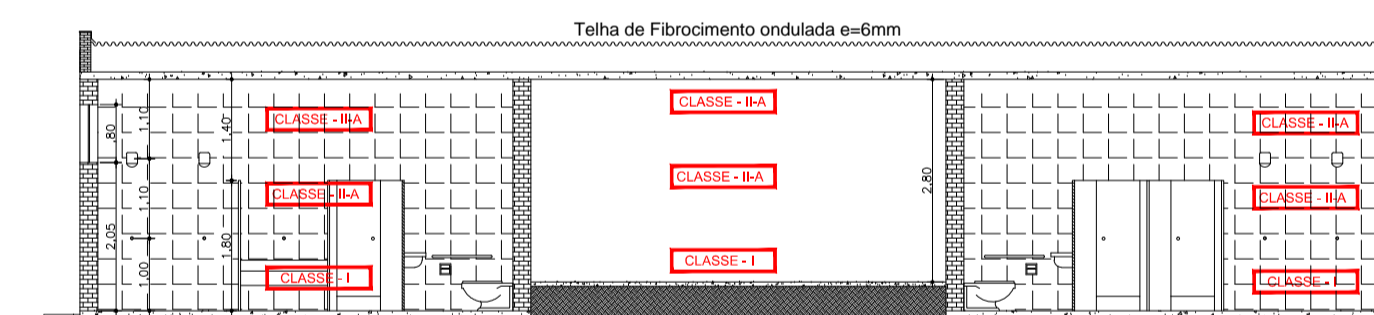 Telha de Fibrocimento ondulada e=6mm
CLASSE - II-A
CLASSE - II-A
CLASSE - II-A
,80
1,10
1,40
CLASSE - II-A
CLASSE - II-A
CLASSE - II-A
2,80
1,10
2,05
1,80
1,00
CLASSE - I
CLASSE - I
CLASSE - I